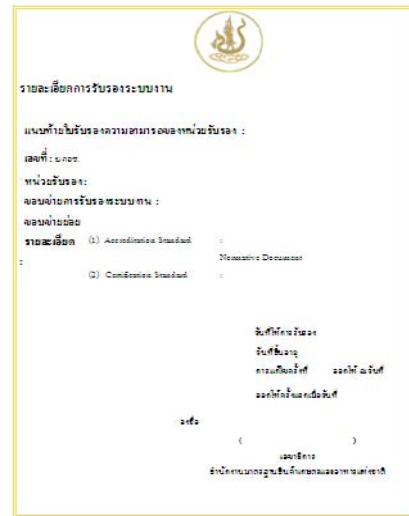 รายละเอียดการรับรองระบบงาน
แนบท้ายใบรับรองความสามารถของหน่วยรับรอง :
เลขที่ : มกอช.
หน่วยรับรอง :
ขอบข่ายการรับรองระบบงาน :
ขอบข่ายย่อย
รายละเอียด (1) Accreditation Standard :
: Normative Document
(2) Certification Standard :
วันที่ให้การรับรอง
วันที่สิ้นอายุ
การแก้ไขครั้งที่ ออกให้ ณ วันที่
ออกให้ครั้งแรกเมื่อวันที่
ลงชื่อ
( )
เลขาธิการ
สำนักงานมาตรฐานสินค้าเกษตรและอาหารแห่งชาติ